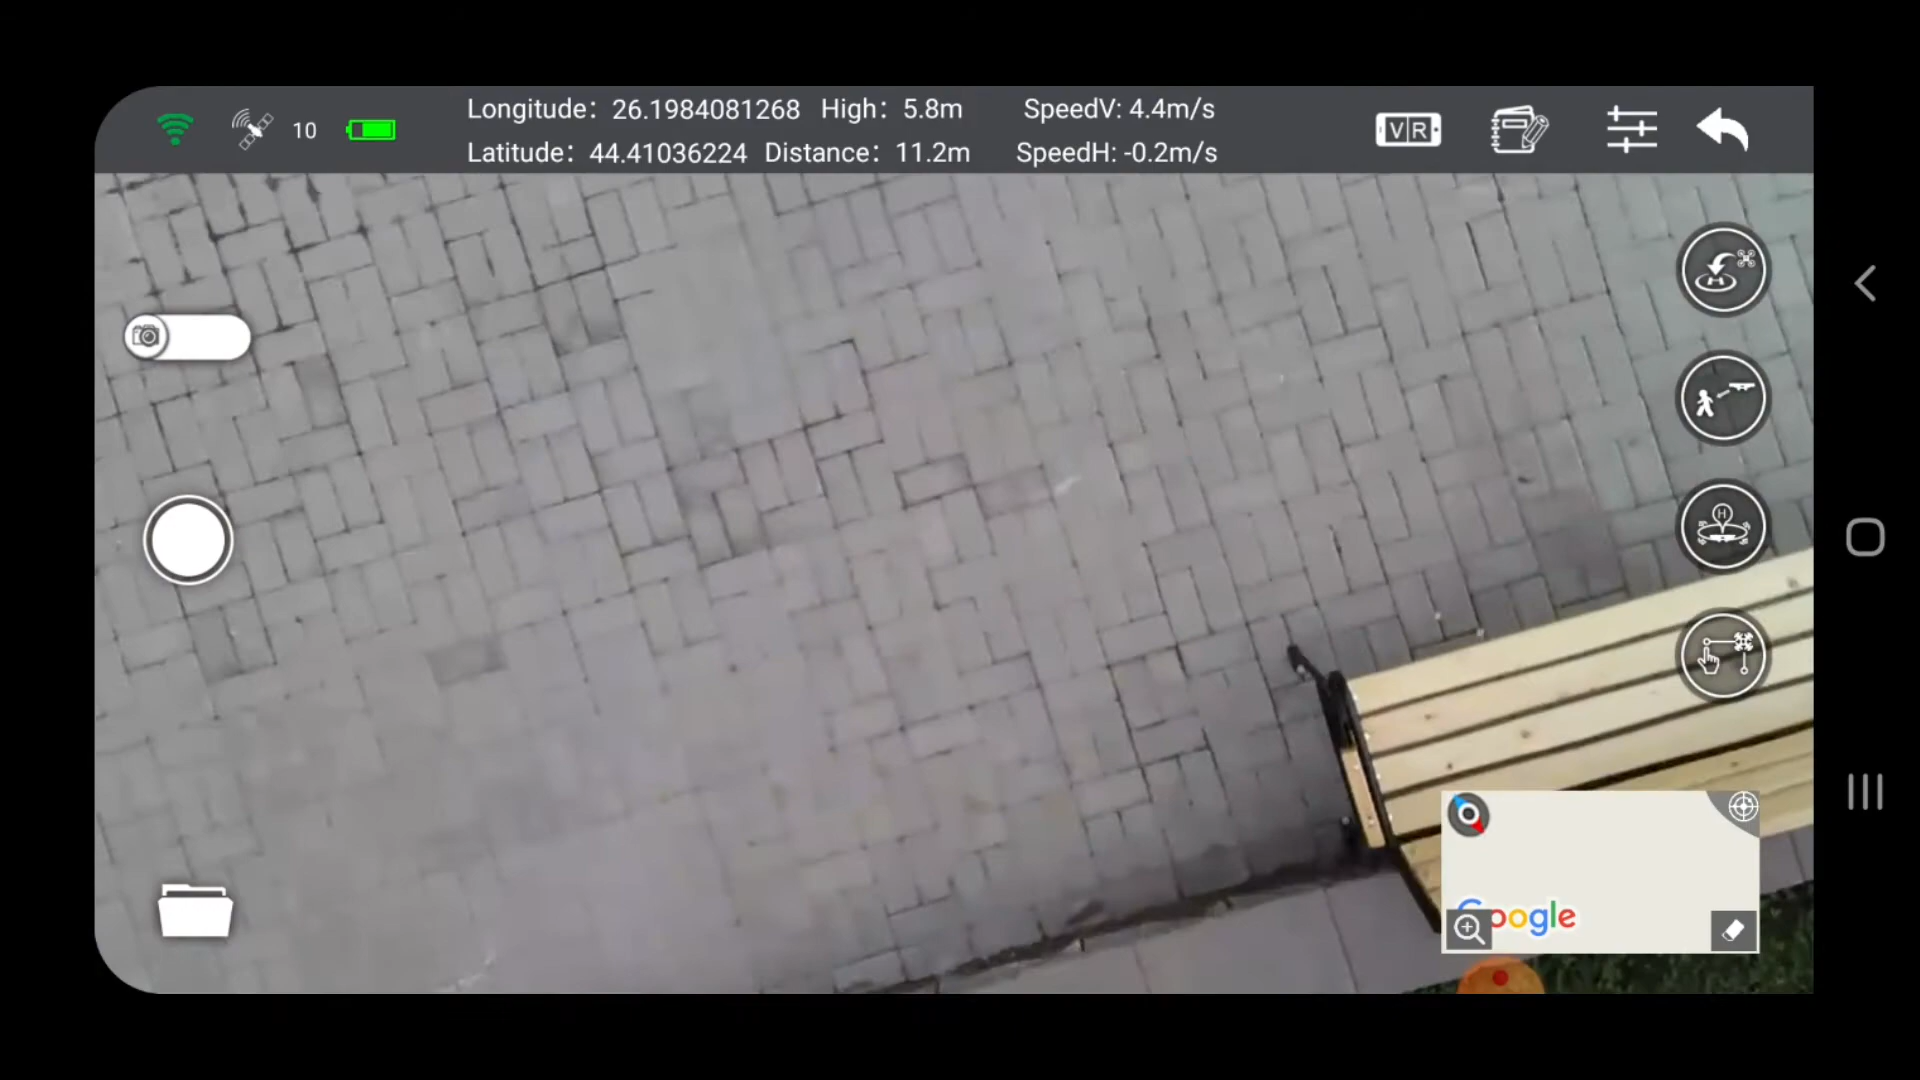 10
Longitude： 26.1984081268 High： 5.8m SpeedV: 4.4m/s
Latitude： 44.41036224 Distance： 11.2m SpeedH: -0.2m/s
VR
H
Google